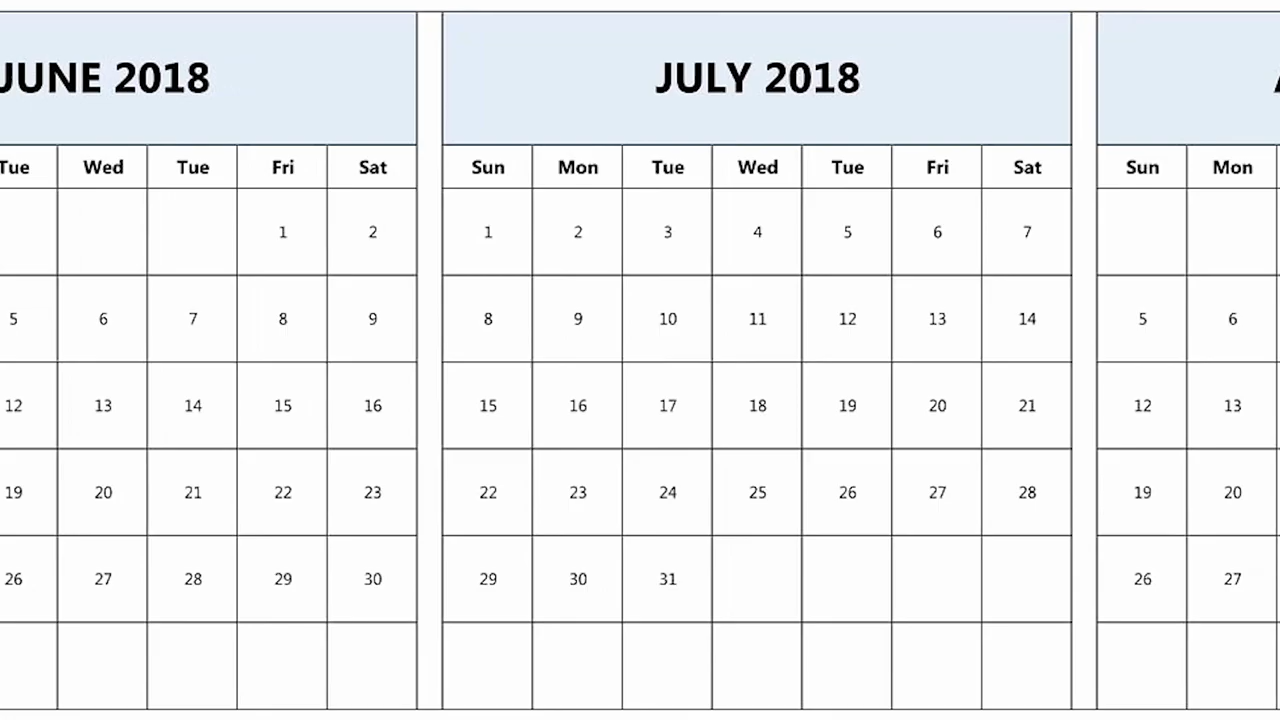 JUNE 2018 JULY 2018
Tue Wed Tue Fri Sat Sun Mon Tue Wed Tue Fri Sat Sun Mon
1 2 1 2 3 4 5 6 7
5 6 7 8 9 8 9 10 11 12 13 14 5 6
12 13 14 15 16 15 16 17 18 19 20 21 12 13
19 20 21 22 23 22 23 24 25 26 27 28 19 20
26 27 28 29 30 29 30 31 26 27